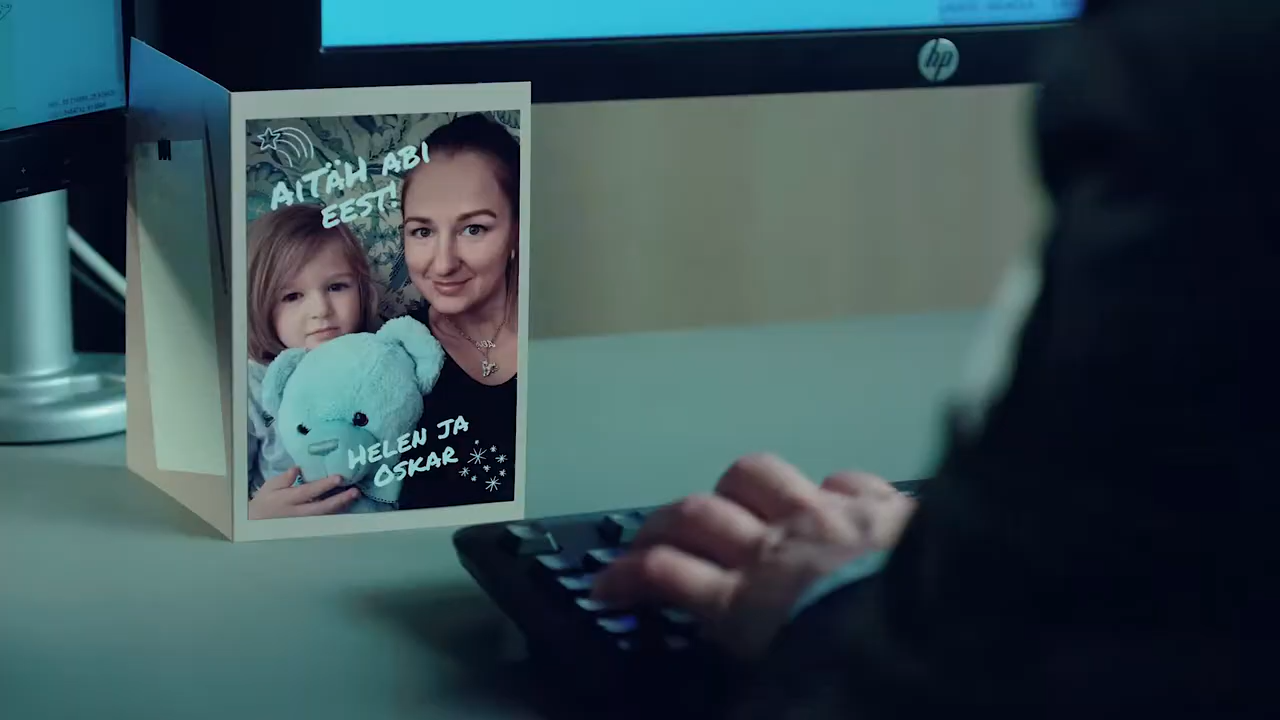 AITÄH ABI
EEST!
HELEN JA
OSKAR
hp